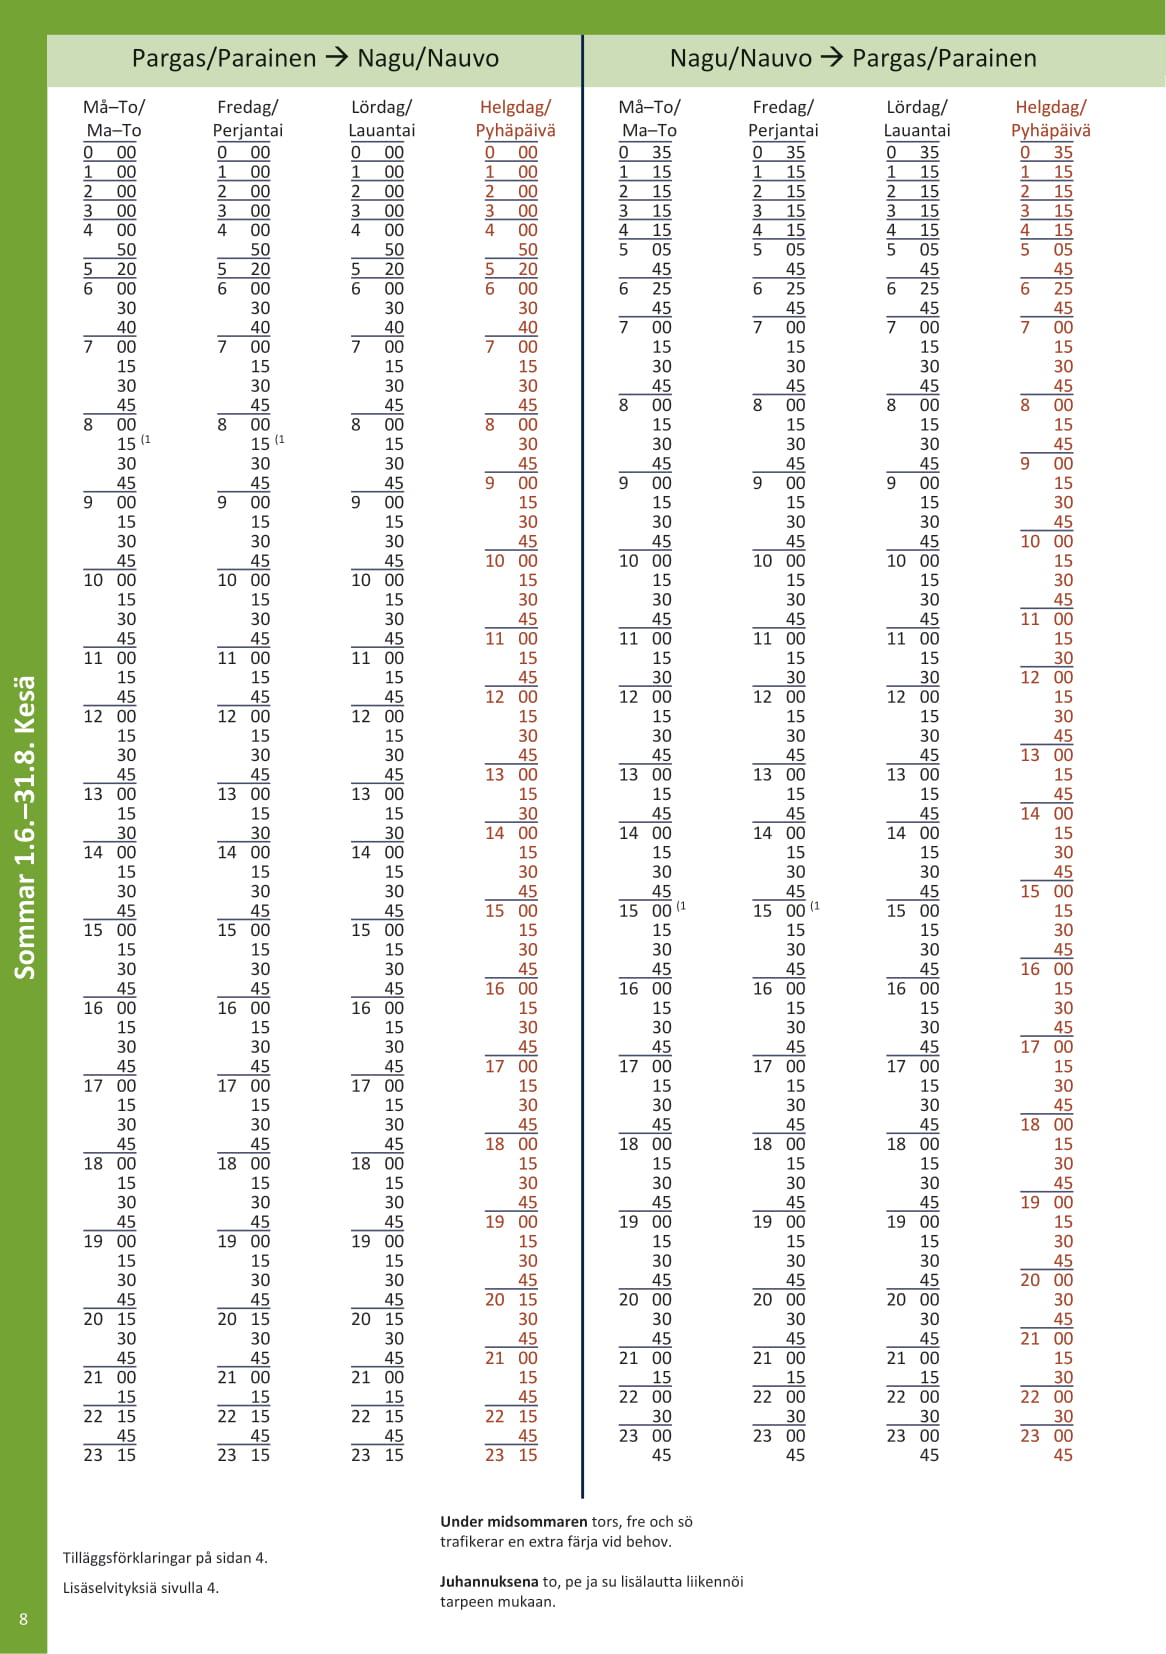 Pargas/Parainen → Nagu/Nauvo Nagu/Nauvo → Pargas/Parainen
Må–To/ Fredag/ Lördag/ Helgdag/ Må–To/ Fredag/ Lördag/ Helgdag/
Ma–To Perjantai Lauantai Pyhäpäivä Ma–To Perjantai Lauantai Pyhäpäivä
0 00 0 00 0 00 0 00 0 35 0 35 0 35 0 35
1 00 1 00 1 00 1 00 1 15 1 15 1 15 1 15
2 00 2 00 2 00 2 00 2 15 2 15 2 15 2 15
3 00 3 00 3 00 3 00 3 15 3 15 3 15 3 15
4 00 4 00 4 00 4 00 4 15 4 15 4 15 4 15
50 50 50 50 5 05 5 05 5 05 5 05
5 20 5 20 5 20 5 20 45 45 45 45
6 00 6 00 6 00 6 00 6 25 6 25 6 25 6 25
30 30 30 30 45 45 45 45
40 40 40 40 7 00 7 00 7 00 7 00
7 00 7 00 7 00 7 00 15 15 15 15
15 15 15 15 30 30 30 30
30 30 30 30 45 45 45 45
45 45 45 45 8 00 8 00 8 00 8 00
8 00 8 00 8 00 8 00 15 15 15 15
15 (1 15 (1 15 30 30 30 30 45
30 30 30 45 45 45 45 9 00
45 45 45 9 00 9 00 9 00 9 00 15
9 00 9 00 9 00 15 15 15 15 30
15 15 15 30 30 30 30 45
30 30 30 45 45 45 45 10 00
45 45 45 10 00 10 00 10 00 10 00 15
10 00 10 00 10 00 15 15 15 15 30
15 15 15 30 30 30 30 45
30 30 30 45 45 45 45 11 00
45 45 45 11 00 11 00 11 00 11 00 15
11 00 11 00 11 00 15 15 15 15 30
15 15 15 45 30 30 30 12 00
45 45 45 12 00 12 00 12 00 12 00 15
12 00 12 00 12 00 15 15 15 15 30
15 15 15 30 30 30 30 45
30 30 30 45 45 45 45 13 00
45 45 45 13 00 13 00 13 00 13 00 15
13 00 13 00 13 00 15 15 15 15 45
15 15 15 30 45 45 45 14 00
30 30 30 14 00 14 00 14 00 14 00 15
14 00 14 00 14 00 15 15 15 15 30
15 15 15 30 30 30 30 45
30 30 30 45 45 45 45 15 00
45 45 45 15 00 15 00 (1 15 00 (1 15 00 15
15 00 15 00 15 00 15 15 15 15 30
15 15 15 30 30 30 30 45
30 30 30 45 45 45 45 16 00
45 45 45 16 00 16 00 16 00 16 00 15
16 00 16 00 16 00 15 15 15 15 30
15 15 15 30 30 30 30 45
30 30 30 45 45 45 45 17 00
45 45 45 17 00 17 00 17 00 17 00 15
17 00 17 00 17 00 15 15 15 15 30
15 15 15 30 30 30 30 45
30 30 30 45 45 45 45 18 00
45 45 45 18 00 18 00 18 00 18 00 15
18 00 18 00 18 00 15 15 15 15 30
15 15 15 30 30 30 30 45
30 30 30 45 45 45 45 19 00
45 45 45 19 00 19 00 19 00 19 00 15
19 00 19 00 19 00 15 15 15 15 30
15 15 15 30 30 30 30 45
30 30 30 45 45 45 45 20 00
45 45 45 20 15 20 00 20 00 20 00 30
20 15 20 15 20 15 30 30 30 30 45
30 30 30 45 45 45 45 21 00
45 45 45 21 00 21 00 21 00 21 00 15
21 00 21 00 21 00 15 15 15 15 30
15 15 15 45 22 00 22 00 22 00 22 00
22 15 22 15 22 15 22 15 30 30 30 30
45 45 45 45 23 00 23 00 23 00 23 00
23 15 23 15 23 15 23 15 45 45 45 45
Sommar 1.6.–31.8. Kesä
Under midsommaren tors, fre och sö
trafikerar en extra färja vid behov.
Tilläggsförklaringar på sidan 4.
Lisäselvityksiä sivulla 4.
Juhannuksena to, pe ja su lisälautta liikennöi
tarpeen mukaan.
8